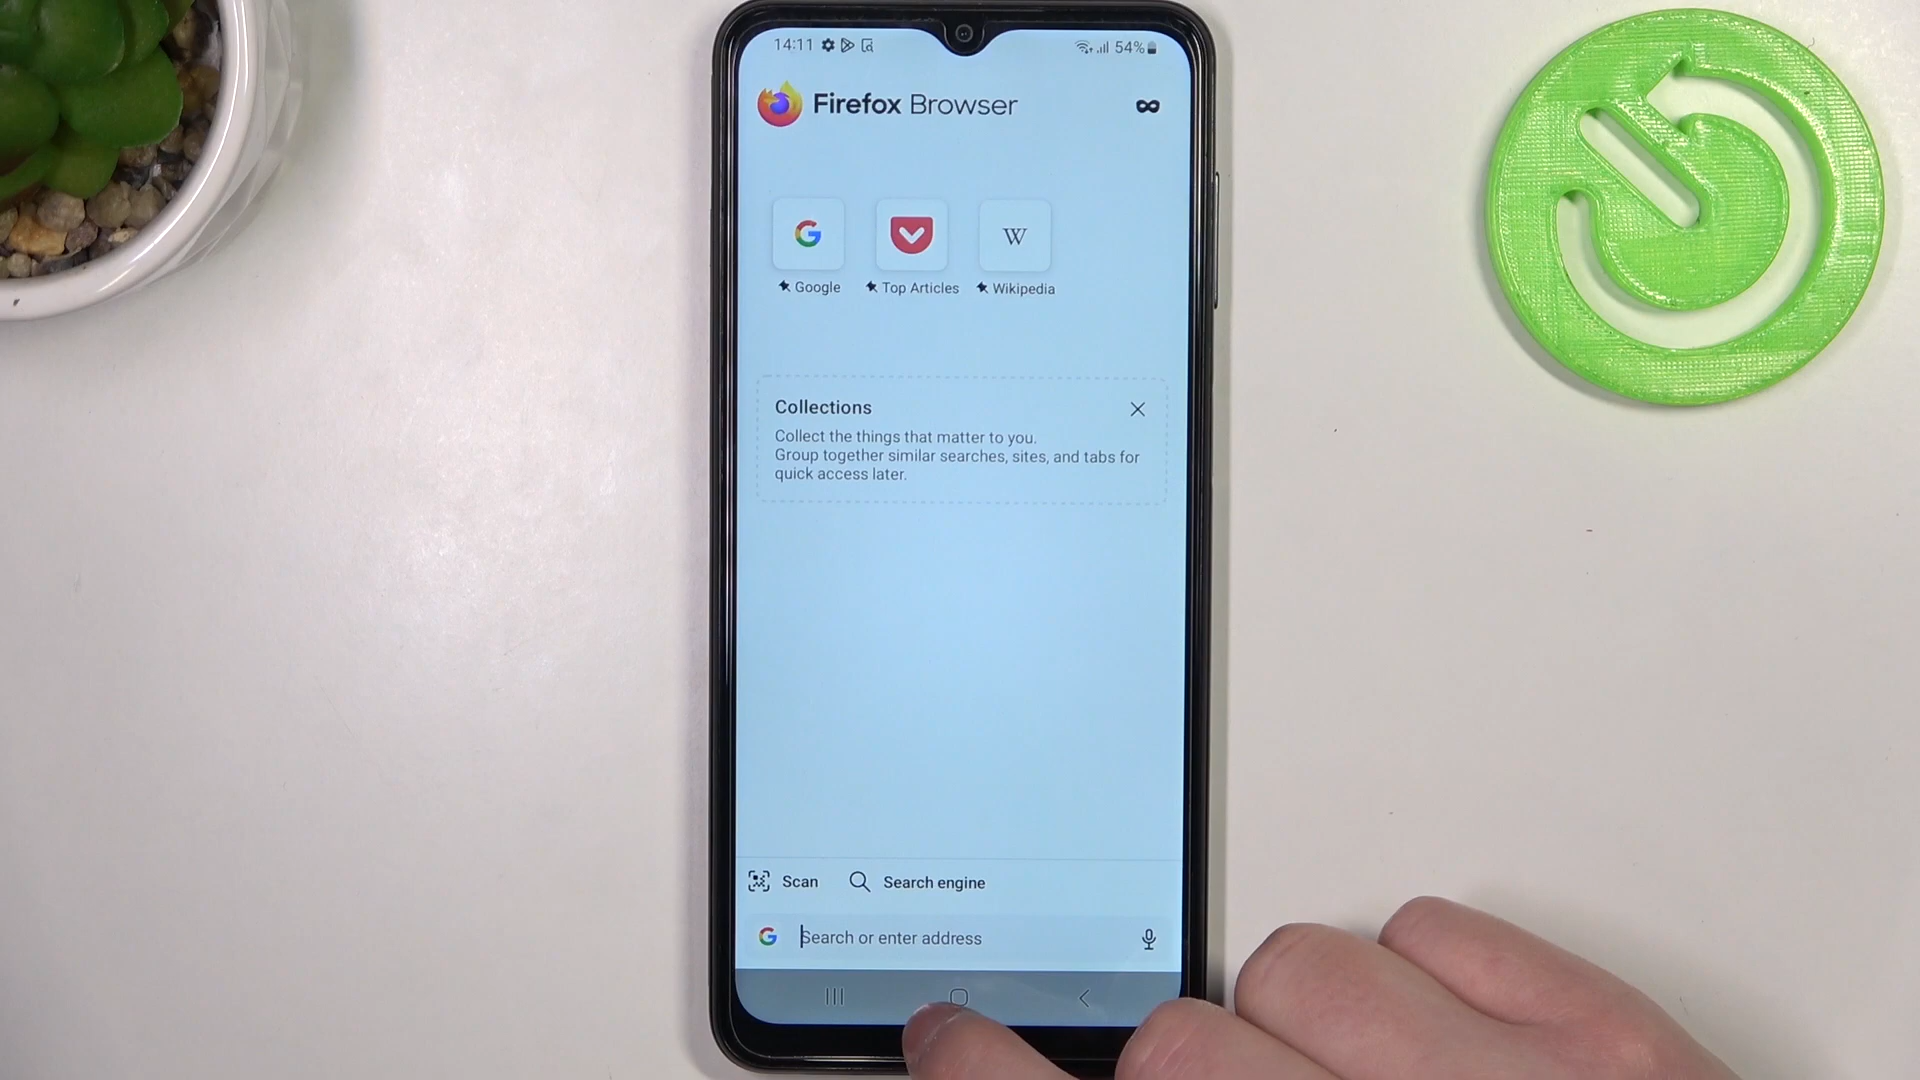 14:11 54%
Firefox Browser
Google Top Articles Wikipedia
W
Collections
Collect the things that matter to you.
Group together similar searches, sites, and tabs for
quick access later.
Scan Search engine
G Search or enter address